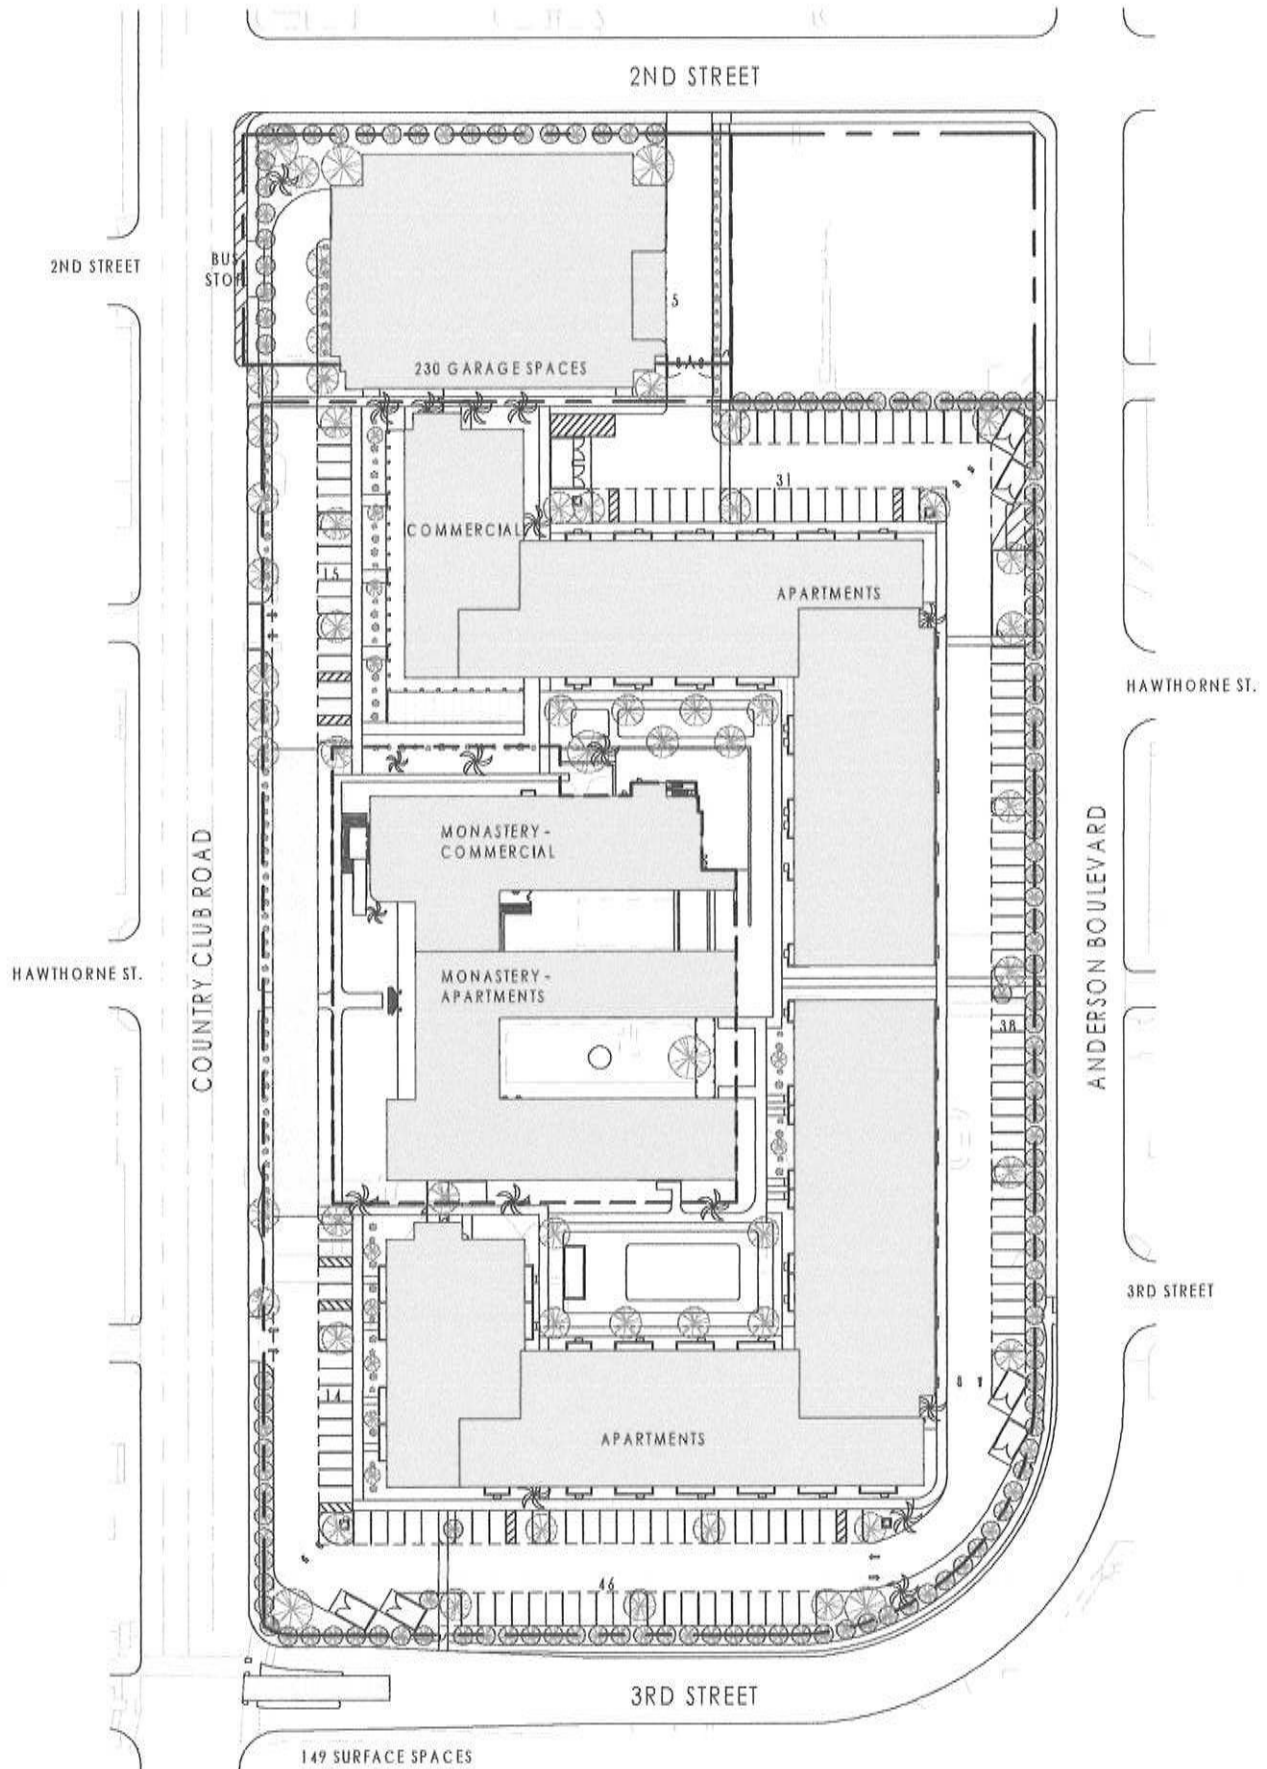 2ND STREET
2ND STREET
BUS
STOP
5
230 GARAGE SPACES
31
COMMERCIAL
15
APARTMENTS
HAWTHORNE ST.
MONASTERY -
COMMERCIAL
COUNTRY CLUB ROAD
ANDERSON BOULEVARD
HAWTHORNE ST.
MONASTERY -
APARTMENTS
38
3RD STREET
14
APARTMENTS
46
3RD STREET
149 SURFACE SPACES